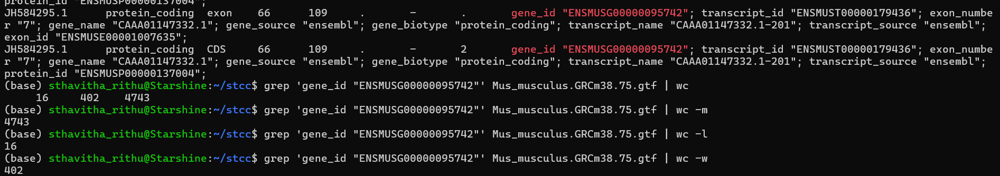 protein_id "ENSMUSP00000137004";
JH584295.1      protein_coding  exon    66      109     .       -       .       gene_id "ENSMUSG00000095742"; transcript_id "ENSMUST00000179436"; exon_numbe
r "7"; gene_name "CAAA01147332.1"; gene_source "ensembl"; gene_biotype "protein_coding"; transcript_name "CAAA01147332.1-201"; transcript_source "ensembl";
exon_id "ENSMUSE00001007635";
JH584295.1      protein_coding  CDS     66      109     .       -       2       gene_id "ENSMUSG00000095742"; transcript_id "ENSMUST00000179436"; exon_numbe
r "7"; gene_name "CAAA01147332.1"; gene_source "ensembl"; gene_biotype "protein_coding"; transcript_name "CAAA01147332.1-201"; transcript_source "ensembl";
protein_id "ENSMUSP00000137004";
(base) sthavitha_rithu@Starshine:~/stcc$ grep 'gene_id "ENSMUSG00000095742"' Mus_musculus.GRCm38.75.gtf | wc
     16     402    4743
(base) sthavitha_rithu@Starshine:~/stcc$ grep 'gene_id "ENSMUSG00000095742"' Mus_musculus.GRCm38.75.gtf | wc -m
4743
(base) sthavitha_rithu@Starshine:~/stcc$ grep 'gene_id "ENSMUSG00000095742"' Mus_musculus.GRCm38.75.gtf | wc -l
16
(base) sthavitha_rithu@Starshine:~/stcc$ grep 'gene_id "ENSMUSG00000095742"' Mus_musculus.GRCm38.75.gtf | wc -w
402